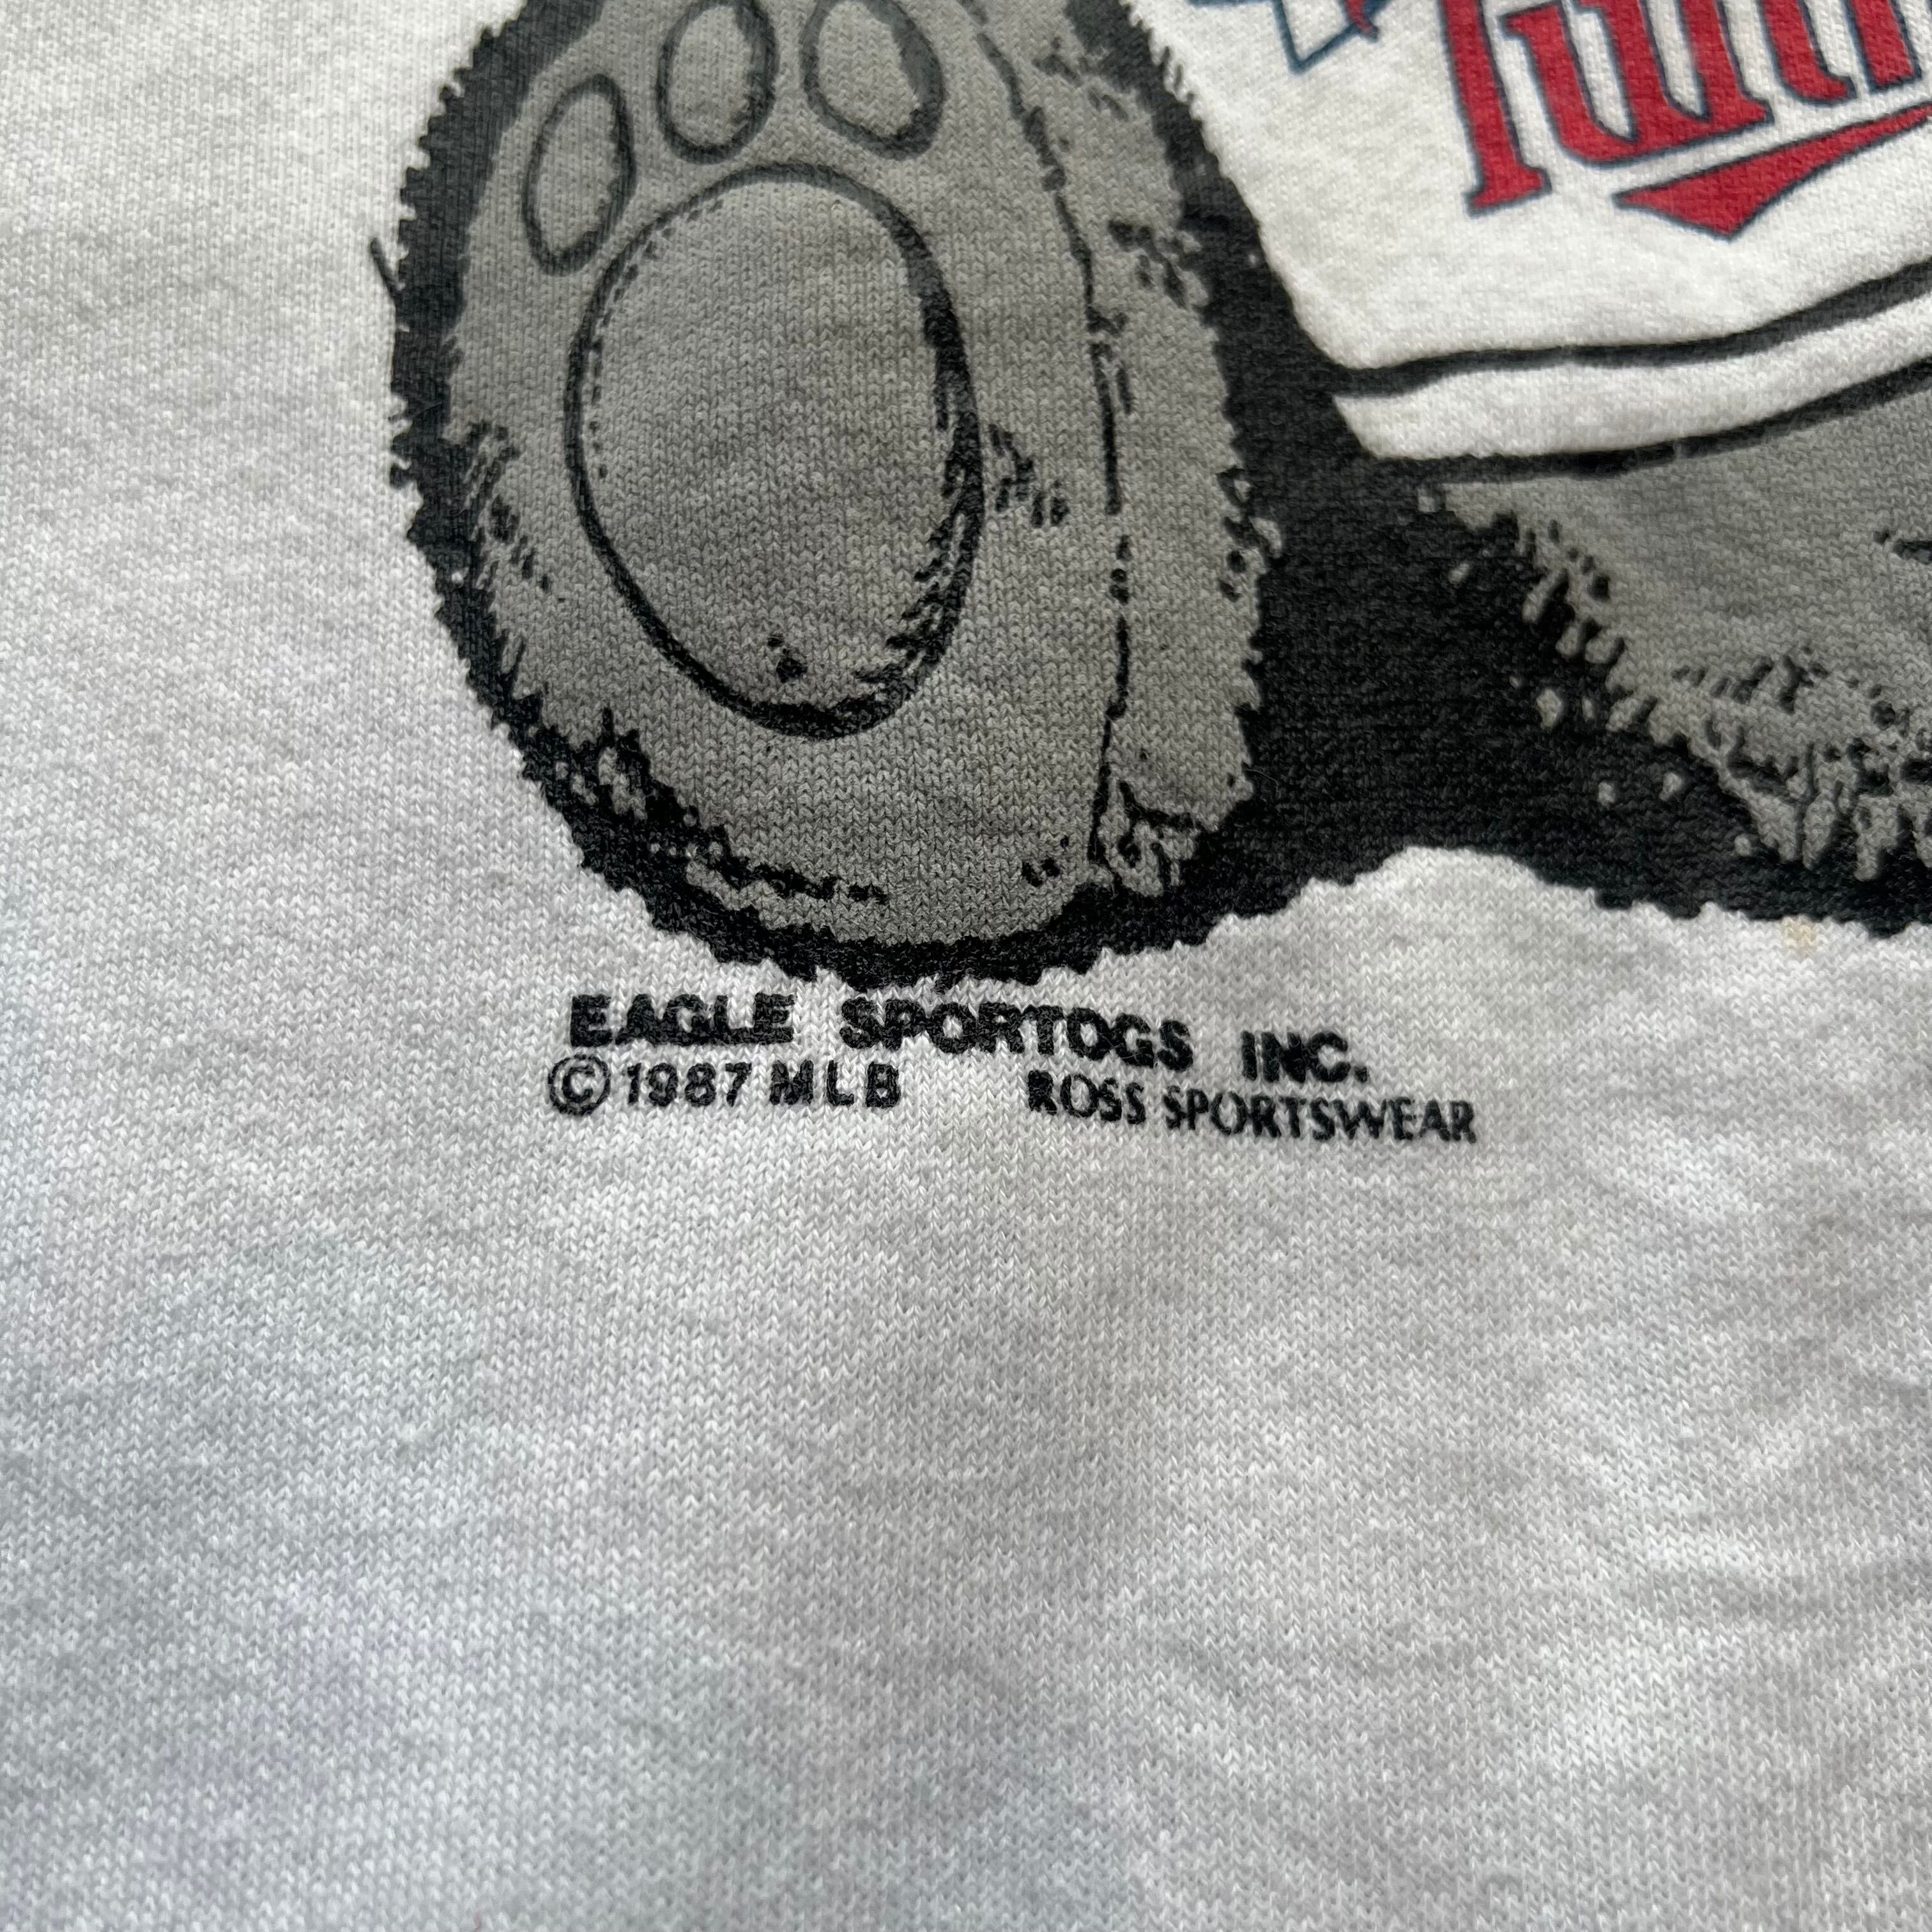 EAGLE SPORTOGS INC.
© 1987 MLB ROSS SPORTSWEAR